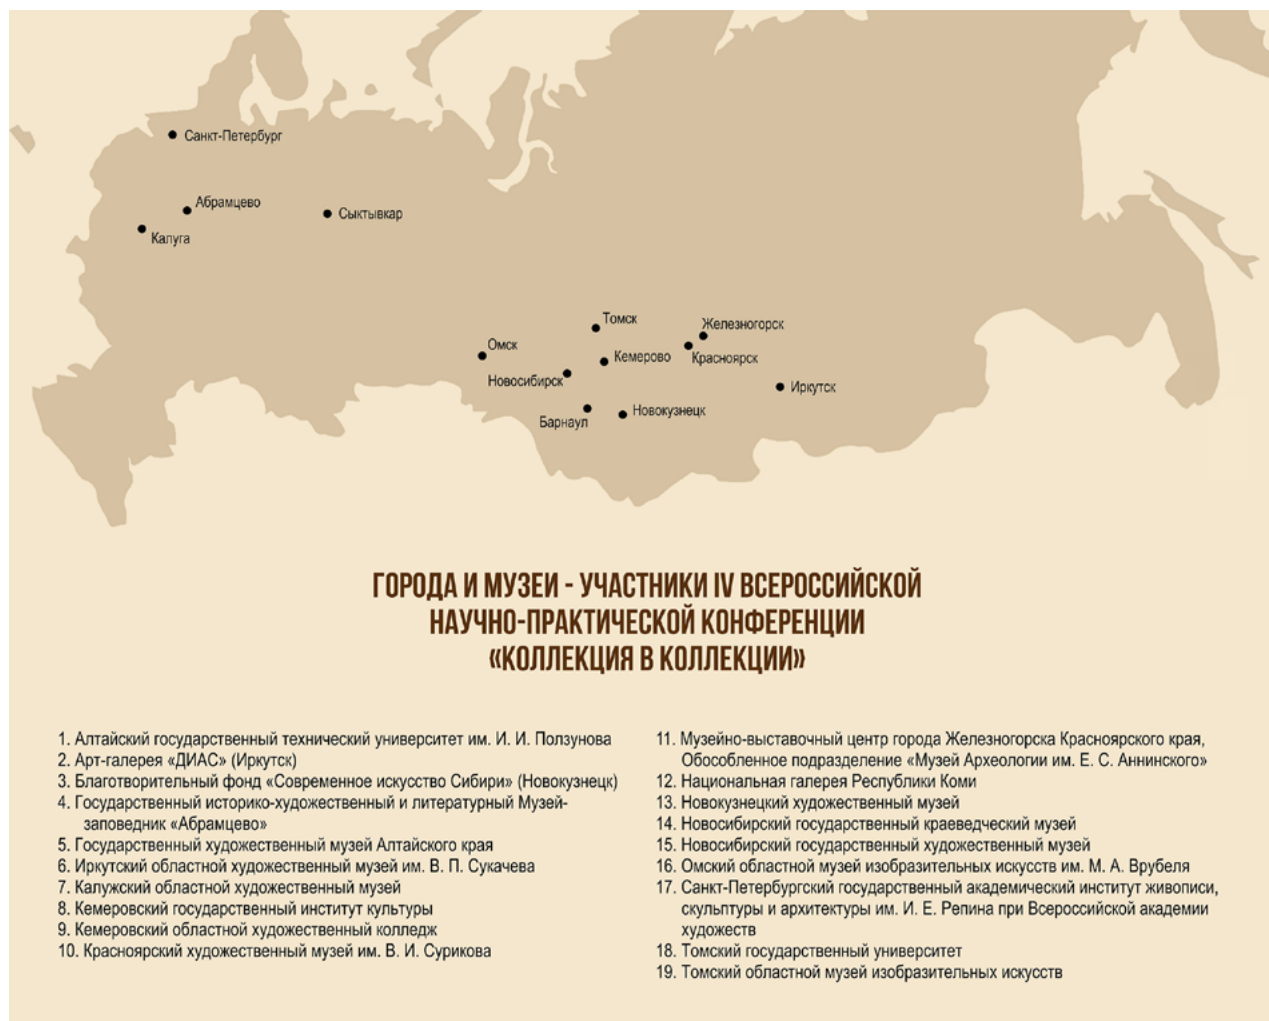 Санкт-Петербург
Абрамцево
Сыктывкар
Калуга
Томск
Железногорск
Омск
Кемерово
Красноярск
Новосибирск
Иркутск
Новокузнецк
Барнаул
ГОРОДА И МУЗЕИ - УЧАСТНИКИ IV ВСЕРОССИЙСКОЙ
НАУЧНО-ПРАКТИЧЕСКОЙ КОНФЕРЕНЦИИ
«КОЛЛЕКЦИЯ В КОЛЛЕКЦИИ»
1. Алтайский государственный технический университет им. И. И. Ползунова
2. Арт-галерея «ДИАС» (Иркутск)
3. Благотворительный фонд «Современное искусство Сибири» (Новокузнецк)
4. Государственный историко-художественный и литературный Музей-
заповедник «Абрамцево»
5. Государственный художественный музей Алтайского края
6. Иркутский областной художественный музей им. В. П. Сукачева
7. Калужский областной художественный музей
8. Кемеровский государственный институт культуры
9. Кемеровский областной художественный колледж
10. Красноярский художественный музей им. В. И. Сурикова
11. Музейно-выставочный центр города Железногорска Красноярского края,
Обособленное подразделение «Музей Археологии им. Е. С. Аннинского»
12. Национальная галерея Республики Коми
13. Новокузнецкий художественный музей
14. Новосибирский государственный краеведческий музей
15. Новосибирский государственный художественный музей
16. Омский областной музей изобразительных искусств им. М. А. Врубеля
17. Санкт-Петербургский государственный академический институт живописи,
скульптуры и архитектуры им. И. Е. Репина при Всероссийской академии
художеств
18. Томский государственный университет
19. Томский областной музей изобразительных искусств